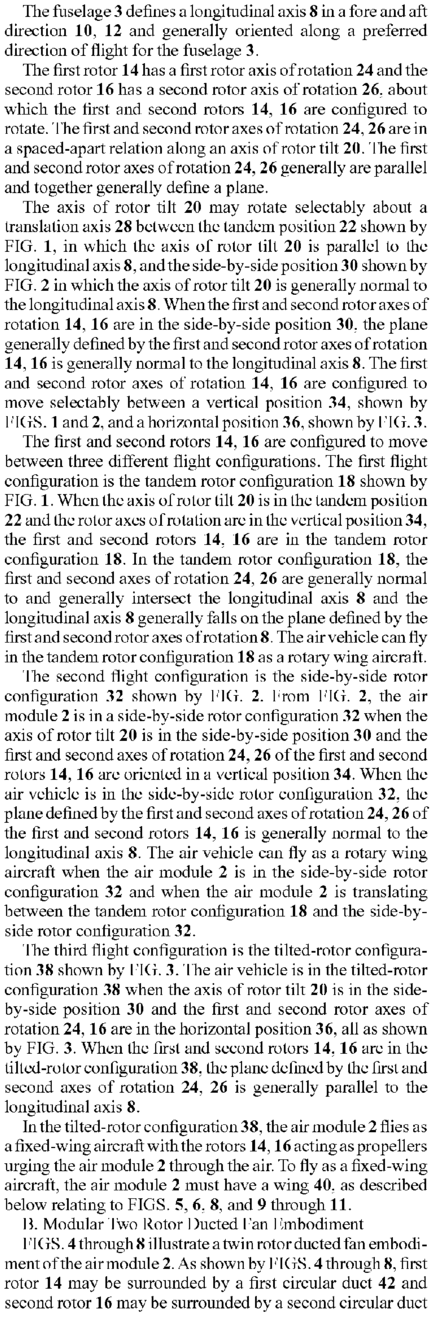 The fuselage 3 defines a longitudinal axis 8 in a fore and aft
direction 10, 12 and generally oriented along a preferred
direction of flight for the fuselage 3.
The first rotor 14 has a first rotor axis of rotation 24 and the
second rotor 16 has a second rotor axis of rotation 26, about
which the first and second rotors 14, 16 are configured to
rotate. The first and second rotor axes of rotation 24, 26 are in
a spaced-apart relation along an axis of rotor tilt 20. The first
and second rotor axes of rotation 24, 26 generally are parallel
and together generally define a plane.
The axis of rotor tilt 20 may rotate selectably about a
translation axis 28 between the tandem position 22 shown by
FIG. 1, in which the axis of rotor tilt 20 is parallel to the
longitudinal axis 8, and the side-by-side position 30 shown by
FIG. 2 in which the axis of rotor tilt 20 is generally normal to
the longitudinal axis 8. When the first and second rotor axes of
rotation 14, 16 are in the side-by-side position 30, the plane
generally defined by the first and second rotor axes of rotation
14, 16 is generally normal to the longitudinal axis 8. The first
and second rotor axes of rotation 14, 16 are configured to
move selectably between a vertical position 34, shown by
FIGS. 1 and 2, and a horizontal position 36, shown by FIG. 3.
The first and second rotors 14, 16 are configured to move
between three different flight configurations. The first flight
configuration is the tandem rotor configuration 18 shown by
FIG. 1. When the axis of rotor tilt 20 is in the tandem position
22 and the rotor axes of rotation are in the vertical position 34,
the first and second rotors 14, 16 are in the tandem rotor
configuration 18. In the tandem rotor configuration 18, the
first and second axes of rotation 24, 26 are generally normal
to and generally intersect the longitudinal axis 8 and the
longitudinal axis 8 generally falls on the plane defined by the
first and second rotor axes of rotation 8. The air vehicle can fly
in the tandem rotor configuration 18 as a rotary wing aircraft.
The second flight configuration is the side-by-side rotor
configuration 32 shown by FIG. 2. From FIG. 2, the air
module 2 is in a side-by-side rotor configuration 32 when the
axis of rotor tilt 20 is in the side-by-side position 30 and the
first and second axes of rotation 24, 26 of the first and second
rotors 14, 16 are oriented in a vertical position 34. When the
air vehicle is in the side-by-side rotor configuration 32, the
plane defined by the first and second axes of rotation 24, 26 of
the first and second rotors 14, 16 is generally normal to the
longitudinal axis 8. The air vehicle can fly as a rotary wing
aircraft when the air module 2 is in the side-by-side rotor
configuration 32 and when the air module 2 is translating
between the tandem rotor configuration 18 and the side-by-
side rotor configuration 32.
The third flight configuration is the tilted-rotor configura-
tion 38 shown by FIG. 3. The air vehicle is in the tilted-rotor
configuration 38 when the axis of rotor tilt 20 is in the side-
by-side position 30 and the first and second rotor axes of
rotation 24, 16 are in the horizontal position 36, all as shown
by FIG. 3. When the first and second rotors 14, 16 are in the
tilted-rotor configuration 38, the plane defined by the first and
second axes of rotation 24, 26 is generally parallel to the
longitudinal axis 8.
In the tilted-rotor configuration 38, the air module 2 flies as
a fixed-wing aircraft with the rotors 14, 16 acting as propellers
urging the air module 2 through the air. To fly as a fixed-wing
aircraft, the air module 2 must have a wing 40, as described
below relating to FIGS. 5, 6, 8, and 9 through 11.
B. Modular Two Rotor Ducted Fan Embodiment
FIGS. 4 through 8 illustrate a twin rotor ducted fan embodi-
ment of the air module 2. As shown by FIGS. 4 through 8, first
rotor 14 may be surrounded by a first circular duct 42 and
second rotor 16 may be surrounded by a second circular duct